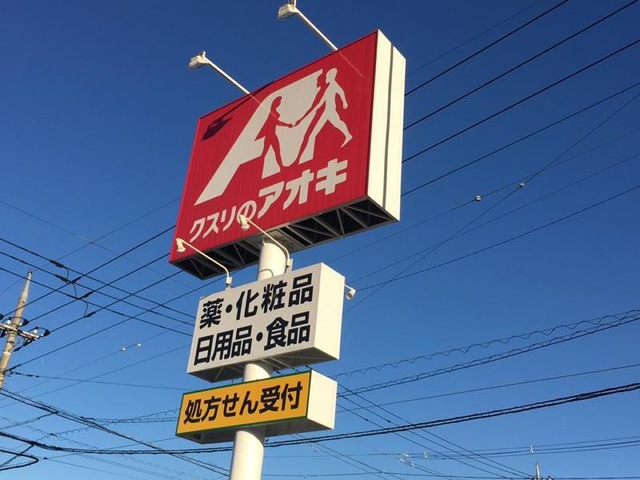 クスリのアオキ
薬・化粧品
日用品・食品
処方せん受付